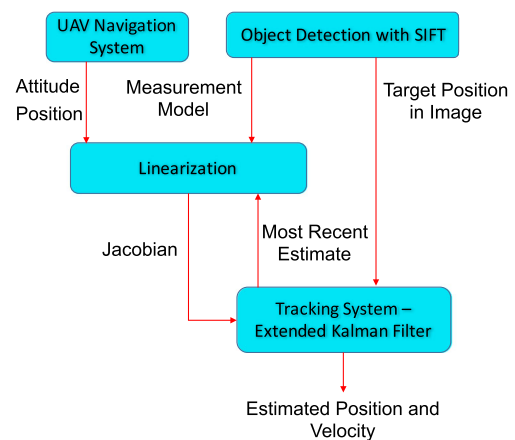 UAV Navigation
System
Object Detection with SIFT
Attitude
Position
Measurement
Model
Target Position
in Image
Linearization
Jacobian
Most Recent
Estimate
Tracking System –
Extended Kalman Filter
Estimated Position and
Velocity